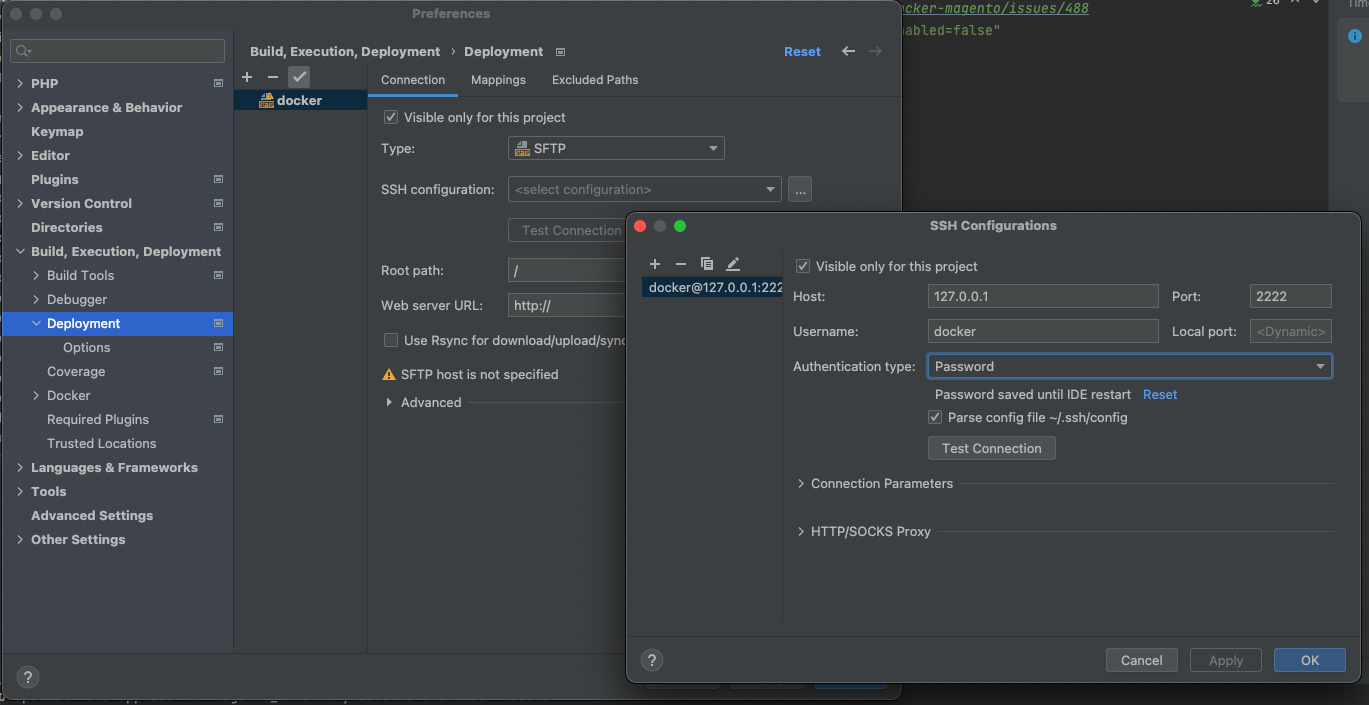 Preferences
ocker-magento/issues/488
26
Tim
abled=false"
Build, Execution, Deployment › Deployment
Reset
PHP
Appearance & Behavior
Keymap
Editor
Plugins
Version Control
Directories
Build, Execution, Deployment
Build Tools
Debugger
Deployment
Options
Coverage
Docker
Required Plugins
Trusted Locations
Languages & Frameworks
Tools
Advanced Settings
Other Settings
?
SFTP docker
Connection Mappings Excluded Paths
Visible only for this project
Type: SFTP SFTP
SSH configuration: <select configuration> ...
Test Connection
Root path: /
Web server URL: http://
Use Rsync for download/upload/sync
SFTP host is not specified
Advanced
SSH Configurations
docker@127.0.0.1:222
Visible only for this project
Host: 127.0.0.1 Port: 2222
Username: docker Local port: <Dynamic>
Authentication type: Password
Password saved until IDE restart Reset
Parse config file ~/.ssh/config
Test Connection
Connection Parameters
HTTP/SOCKS Proxy
? Cancel Apply OK